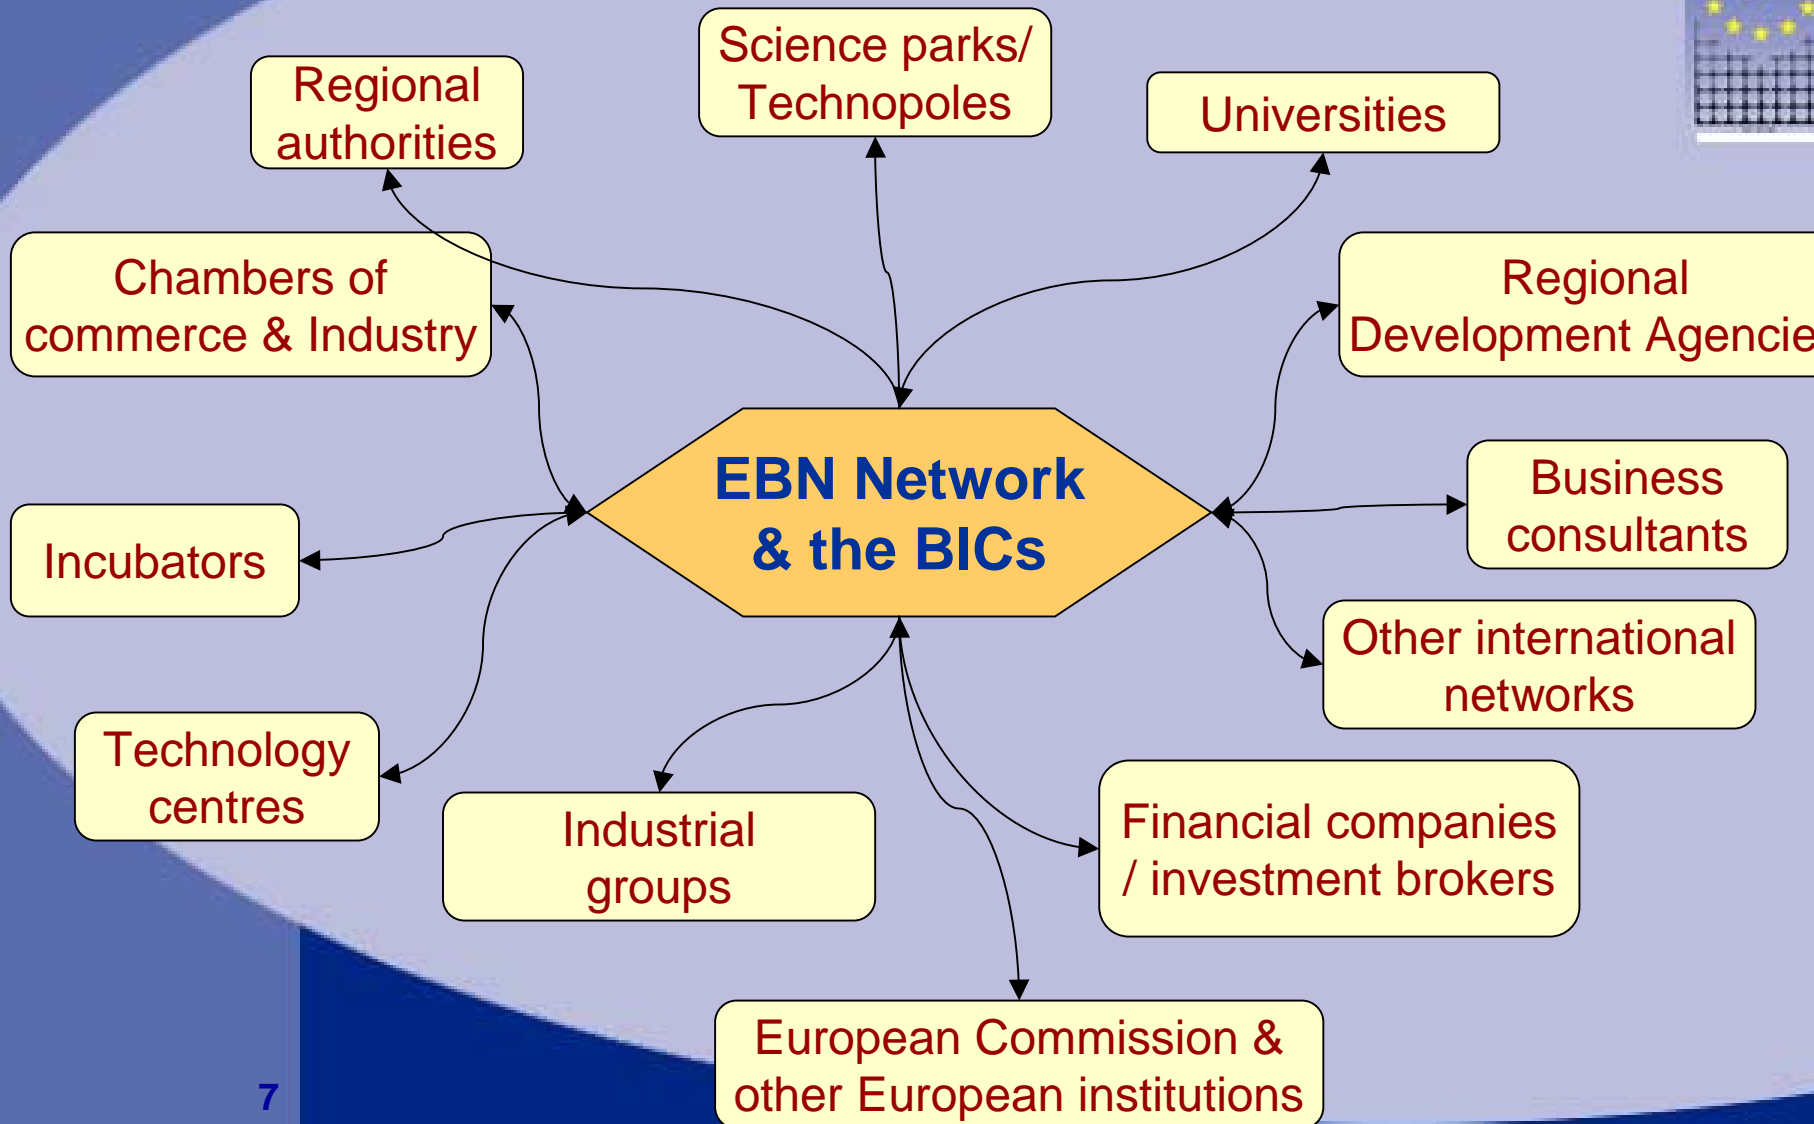 Science parks/
Technopoles
Regional
authorities
Universities
Chambers of
commerce & Industry
Regional
Development Agencie
EBN Network
& the BICs
Business
consultants
Incubators
Other international
networks
Technology
centres
Industrial
groups
Financial companies
/ investment brokers
European Commission &
other European institutions
7